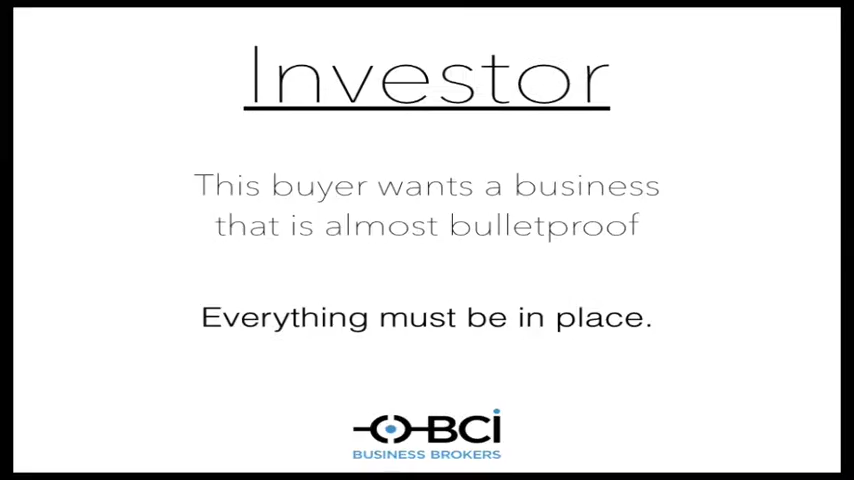 Investor
This buyer wants a business
that is almost bulletproof
Everything must be in place.
BCi
BUSINESS BROKERS